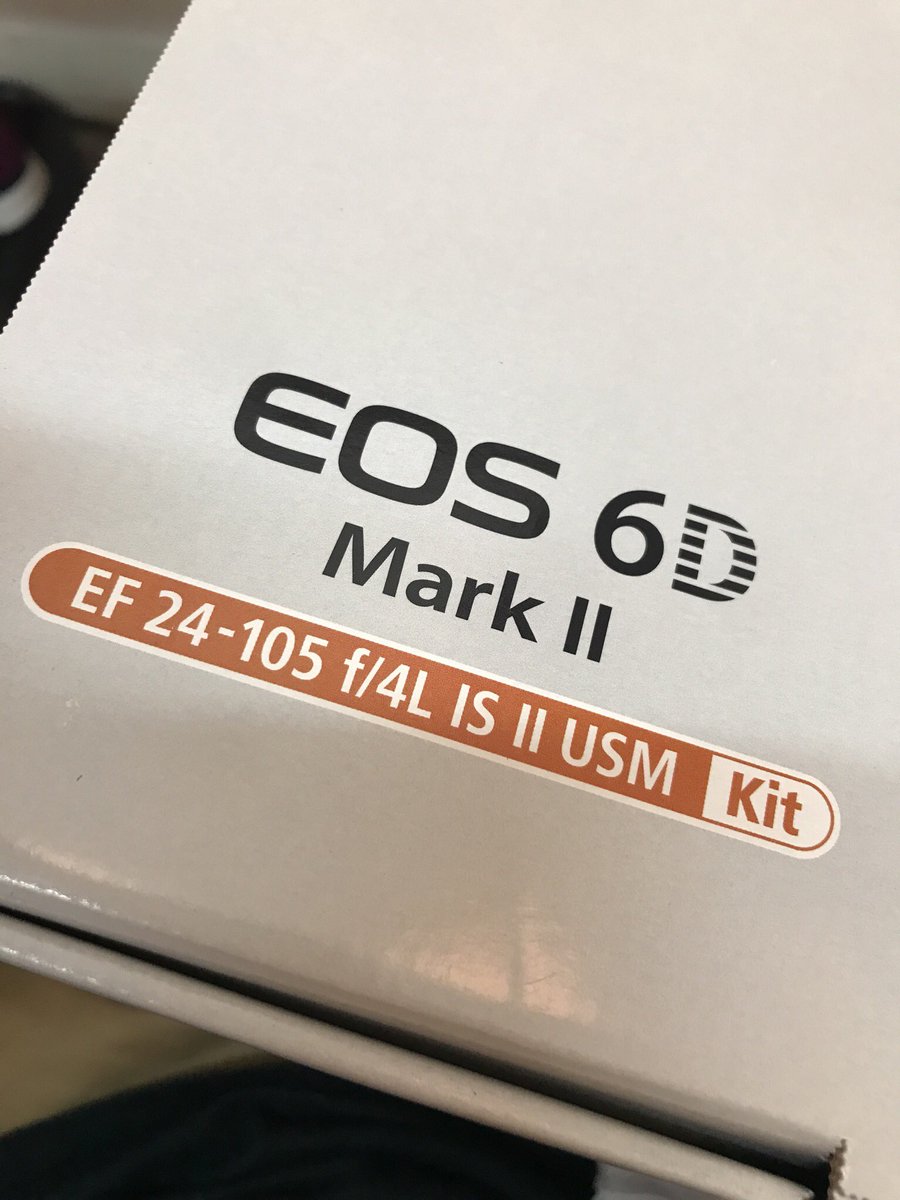 EOS 6D
Mark II
EF 24-105 f/4L IS II USM Kit